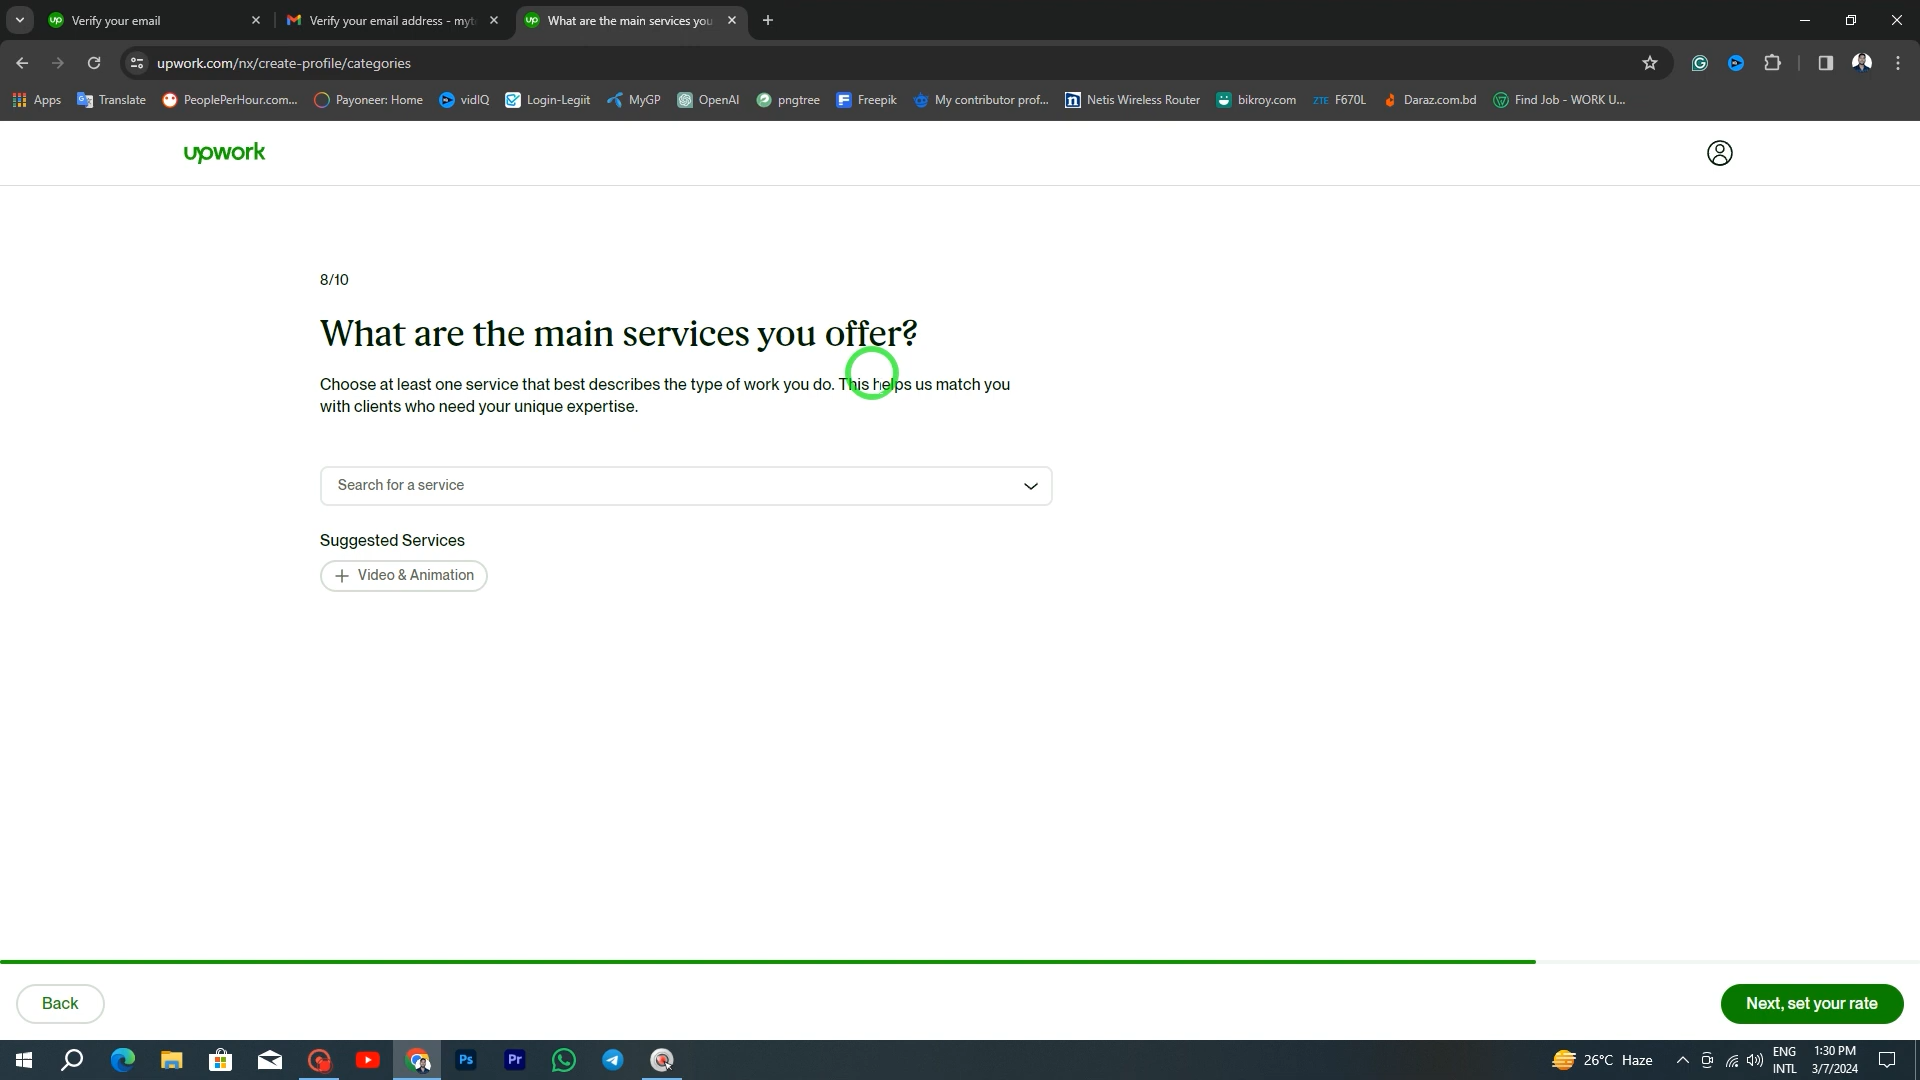 Verify your email
Verify your email address - myt
What are the main services you
upwork.com/nx/create-profile/categories
Apps
Translate
PeoplePerHour.com...
Payoneer: Home
vidIQ
Login-Legiit
MyGP
OpenAI
pngtree
Freepik
My contributor prof...
Netis Wireless Router
bikroy.com
ZTE F670L
Daraz.com.bd
Find Job - WORK U...
upwork
8/10
What are the main services you offer?
Choose at least one service that best describes the type of work you do. This helps us match you
with clients who need your unique expertise.
Search for a service
Suggested Services
Video & Animation
Back
Next, set your rate
Ps
Pr
26°C Haze
ENG
INTL
1:30 PM
3/7/2024